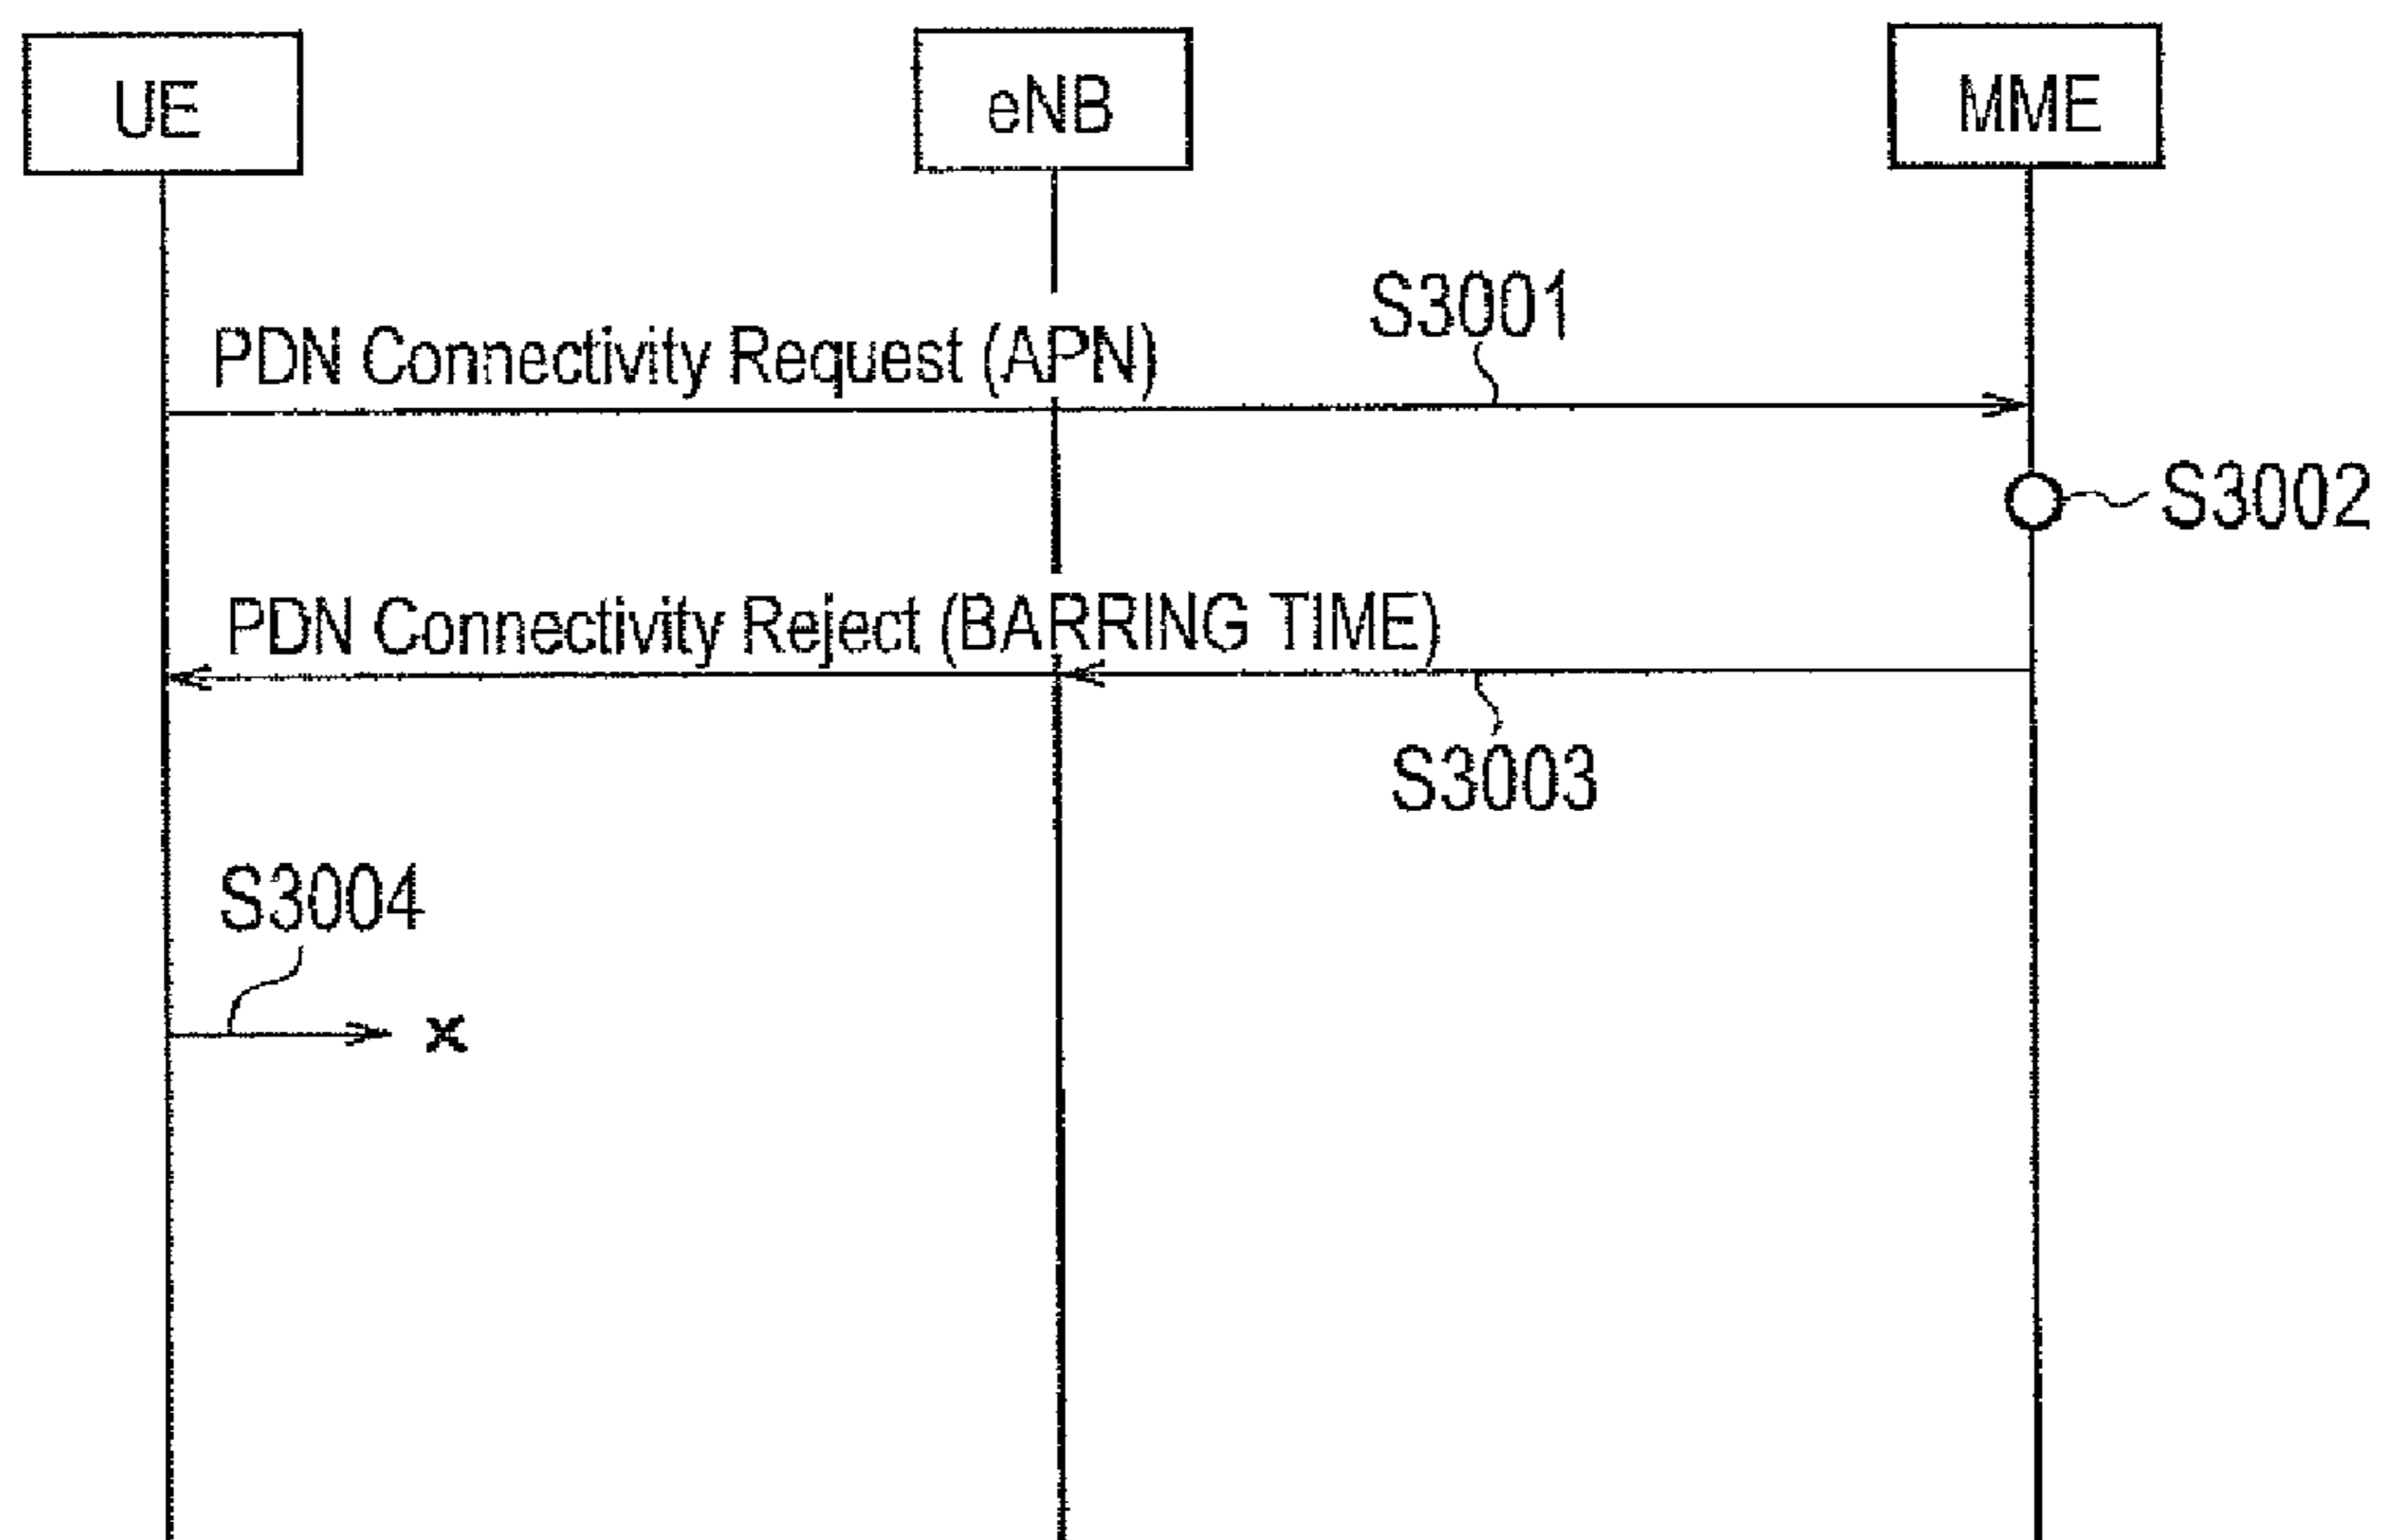 UE
eNB
MME
S3001
PDN Connectivity Request (APN)
S3002
PDN Connectivity Reject (BARRING TIME)
S3003
S3004
x